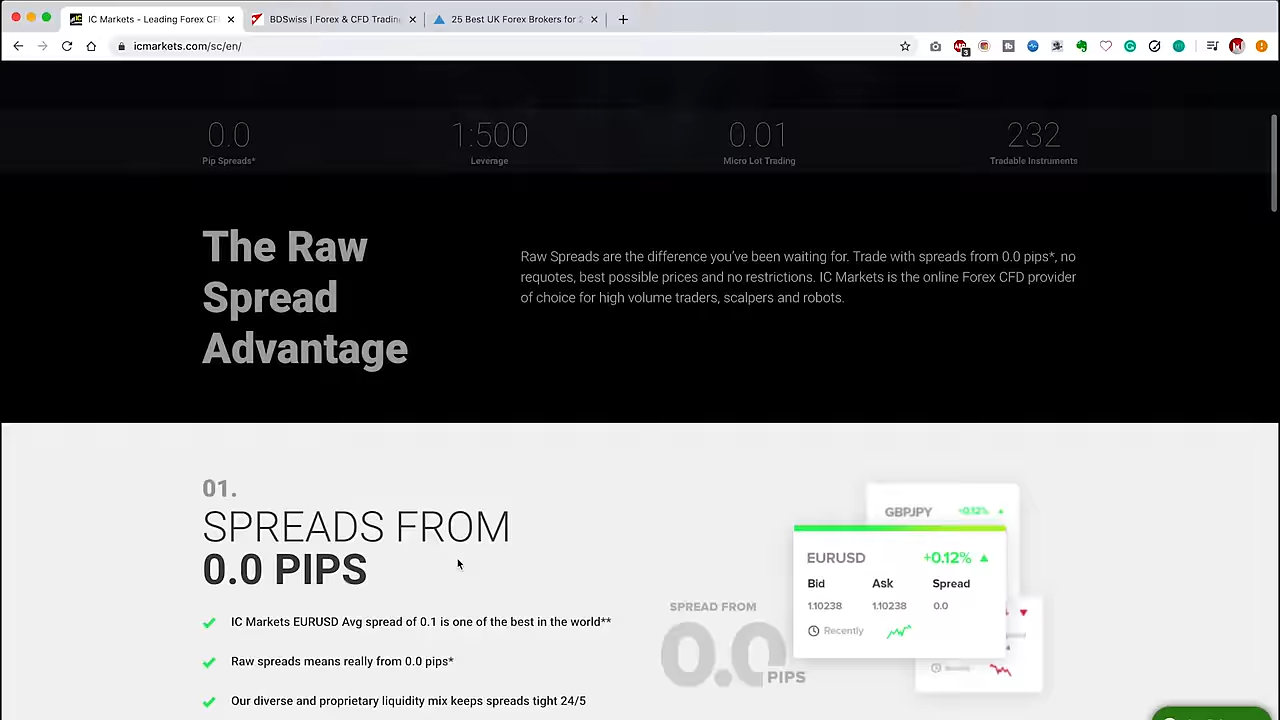 IC Markets - Leading Forex CF
BDSwiss | Forex & CFD Trading
25 Best UK Forex Brokers for 2
icmarkets.com/sc/en/
3
0.0
Pip Spreads*
1:500
Leverage
0.01
Micro Lot Trading
232
Tradable Instruments
The Raw
Spread
Advantage
Raw Spreads are the difference you've been waiting for. Trade with spreads from 0.0 pips*, no
requotes, best possible prices and no restrictions. IC Markets is the online Forex CFD provider
of choice for high volume traders, scalpers and robots.
01.
SPREADS FROM
0.0 PIPS
IC Markets EURUSD Avg spread of 0.1 is one of the best in the world**
Raw spreads means really from 0.0 pips*
Our diverse and proprietary liquidity mix keeps spreads tight 24/5
SPREAD FROM
0.0 PIPS
GBPJPY +0.12%
EURUSD +0.12%
Bid Ask Spread
1.10238 1.10238 0.0
Recently